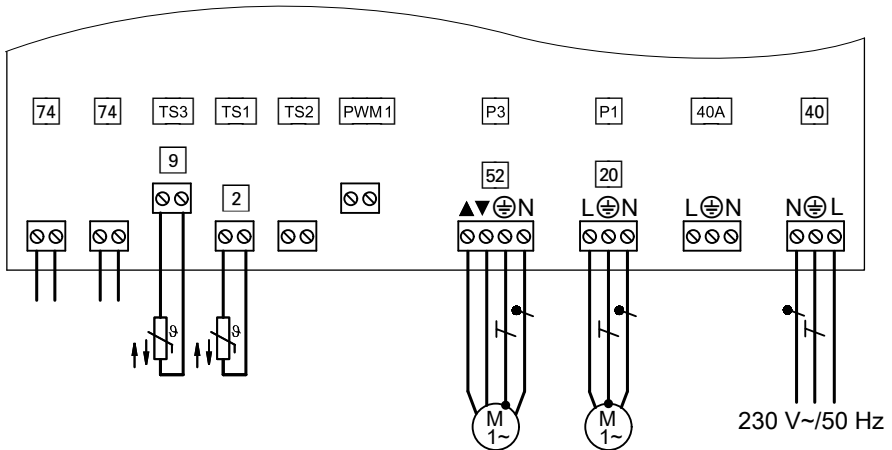 74 74 TS3 TS1 TS2 PWM1 P3 P1 40A 40
9 52 20
2
▲▼⏚N L⏚N L⏚N N⏚L
ϑ ϑ
M M
1~ 1~
230 V~/50 Hz